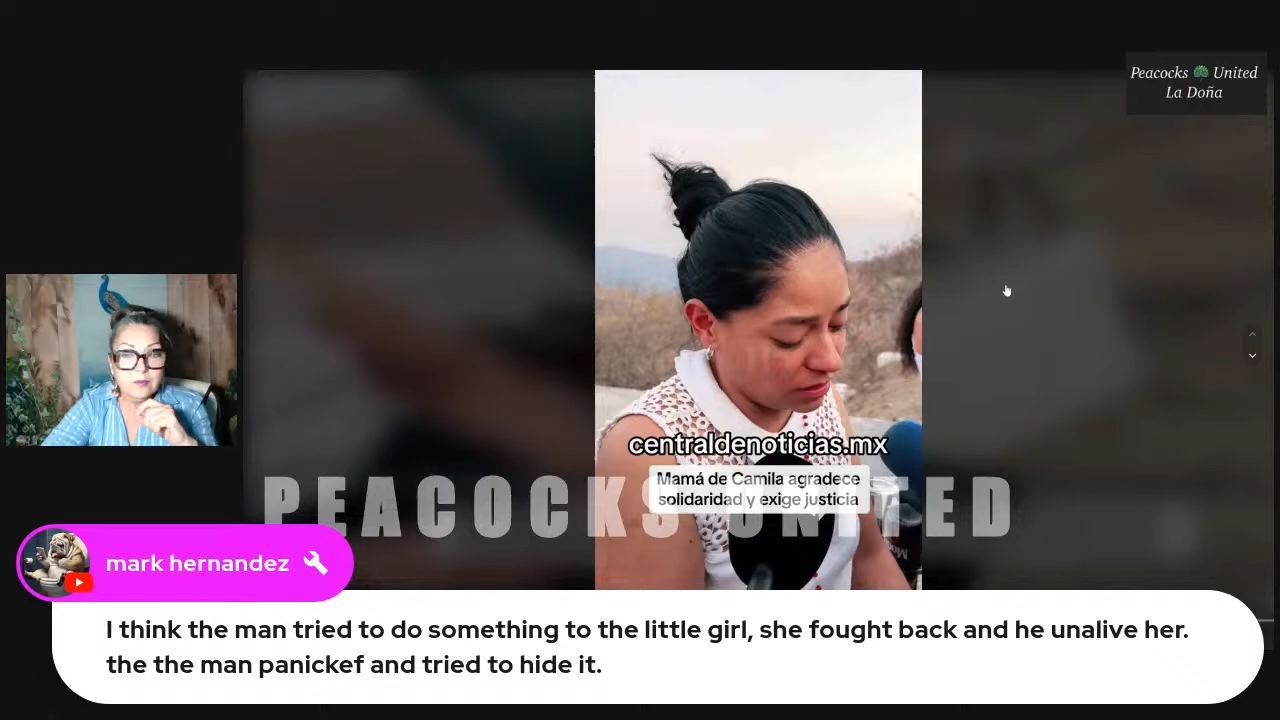 Peacocks 🦚 United
La Doña
centraldenoticias.mx
Mamá de Camila agradece
solidaridad y exige justicia
PEACOCKS UNITED
mark hernandez
I think the man tried to do something to the little girl, she fought back and he unalive her.
the the man panickef and tried to hide it.